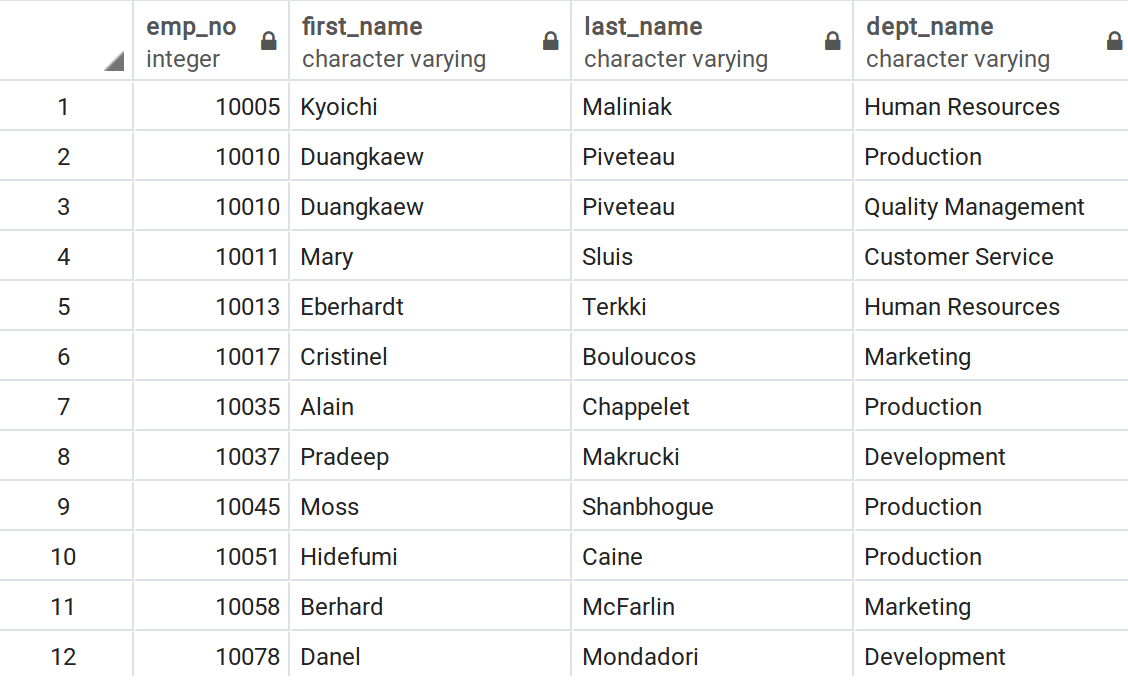 emp_no first_name last_name dept_name
integer character varying character varying character varying
1 10005 Kyoichi Maliniak Human Resources
2 10010 Duangkaew Piveteau Production
3 10010 Duangkaew Piveteau Quality Management
4 10011 Mary Sluis Customer Service
5 10013 Eberhardt Terkki Human Resources
6 10017 Cristinel Bouloucos Marketing
7 10035 Alain Chappelet Production
8 10037 Pradeep Makrucki Development
9 10045 Moss Shanbhogue Production
10 10051 Hidefumi Caine Production
11 10058 Berhard McFarlin Marketing
12 10078 Danel Mondadori Development